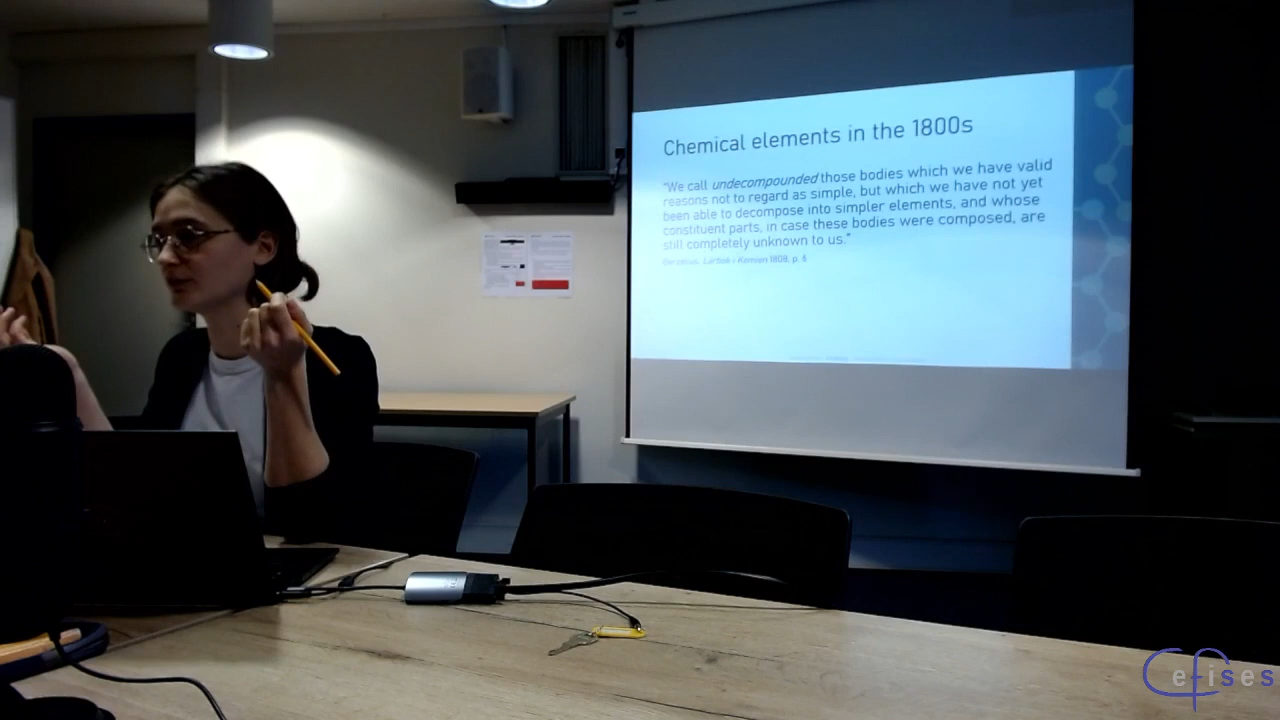 Chemical elements in the 1800s
"We call undecompounded those bodies which we have valid
reasons not to regard as simple, but which we have not yet
been able to decompose into simpler elements, and whose
constituent parts, in case these bodies were composed, are
still completely unknown to us."
Berzelius, Lärbok i Kemien 1808, p. 6
Cefises